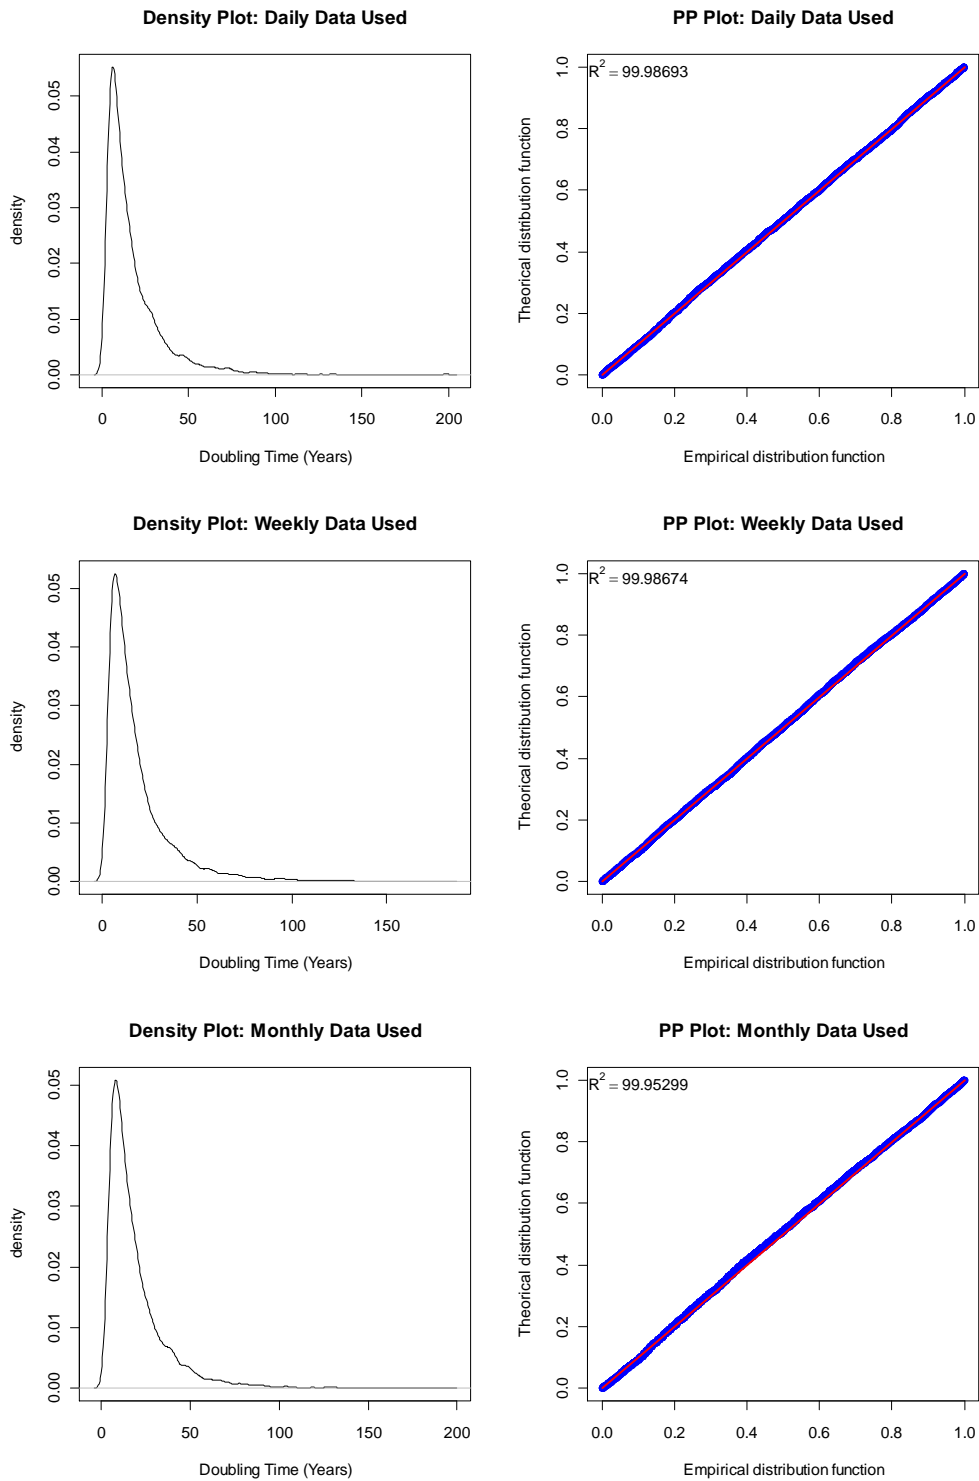 Density Plot: Daily Data Used
density
0.00 0.01 0.02 0.03 0.04 0.05
0 50 100 150 200
Doubling Time (Years)
PP Plot: Daily Data Used
R² = 99.98693
Theorical distribution function
0.0 0.2 0.4 0.6 0.8 1.0
0.0 0.2 0.4 0.6 0.8 1.0
Empirical distribution function
Density Plot: Weekly Data Used
density
0.00 0.01 0.02 0.03 0.04 0.05
0 50 100 150
Doubling Time (Years)
PP Plot: Weekly Data Used
R² = 99.98674
Theorical distribution function
0.0 0.2 0.4 0.6 0.8 1.0
0.0 0.2 0.4 0.6 0.8 1.0
Empirical distribution function
Density Plot: Monthly Data Used
density
0.00 0.01 0.02 0.03 0.04 0.05
0 50 100 150 200
Doubling Time (Years)
PP Plot: Monthly Data Used
R² = 99.95299
Theorical distribution function
0.0 0.2 0.4 0.6 0.8 1.0
0.0 0.2 0.4 0.6 0.8 1.0
Empirical distribution function